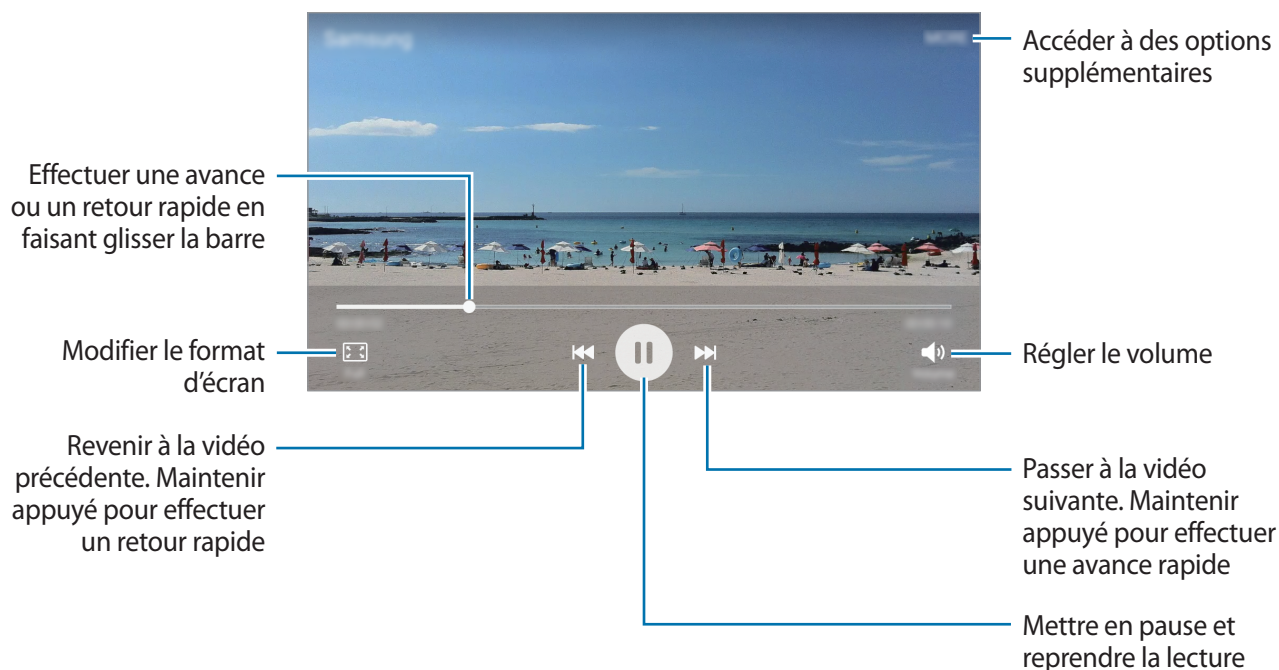 Samsung
MORE
Accéder à des options
supplémentaires
Effectuer une avance
ou un retour rapide en
faisant glisser la barre
Modifier le format
d’écran
Régler le volume
Revenir à la vidéo
précédente. Maintenir
appuyé pour effectuer
un retour rapide
Passer à la vidéo
suivante. Maintenir
appuyé pour effectuer
une avance rapide
Mettre en pause et
reprendre la lecture